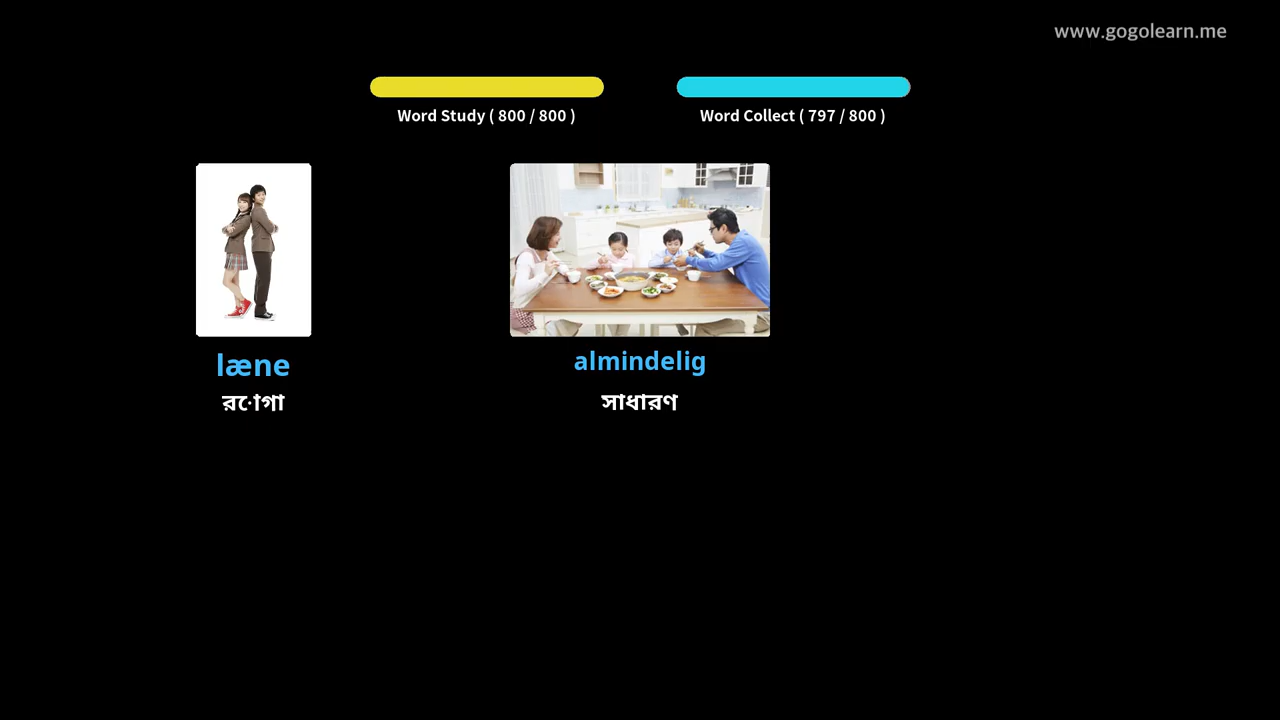 www.gogolearn.me
Word Study ( 800 / 800 )
Word Collect ( 797 / 800 )
læne
almindelig
রোগা
সাধারণ